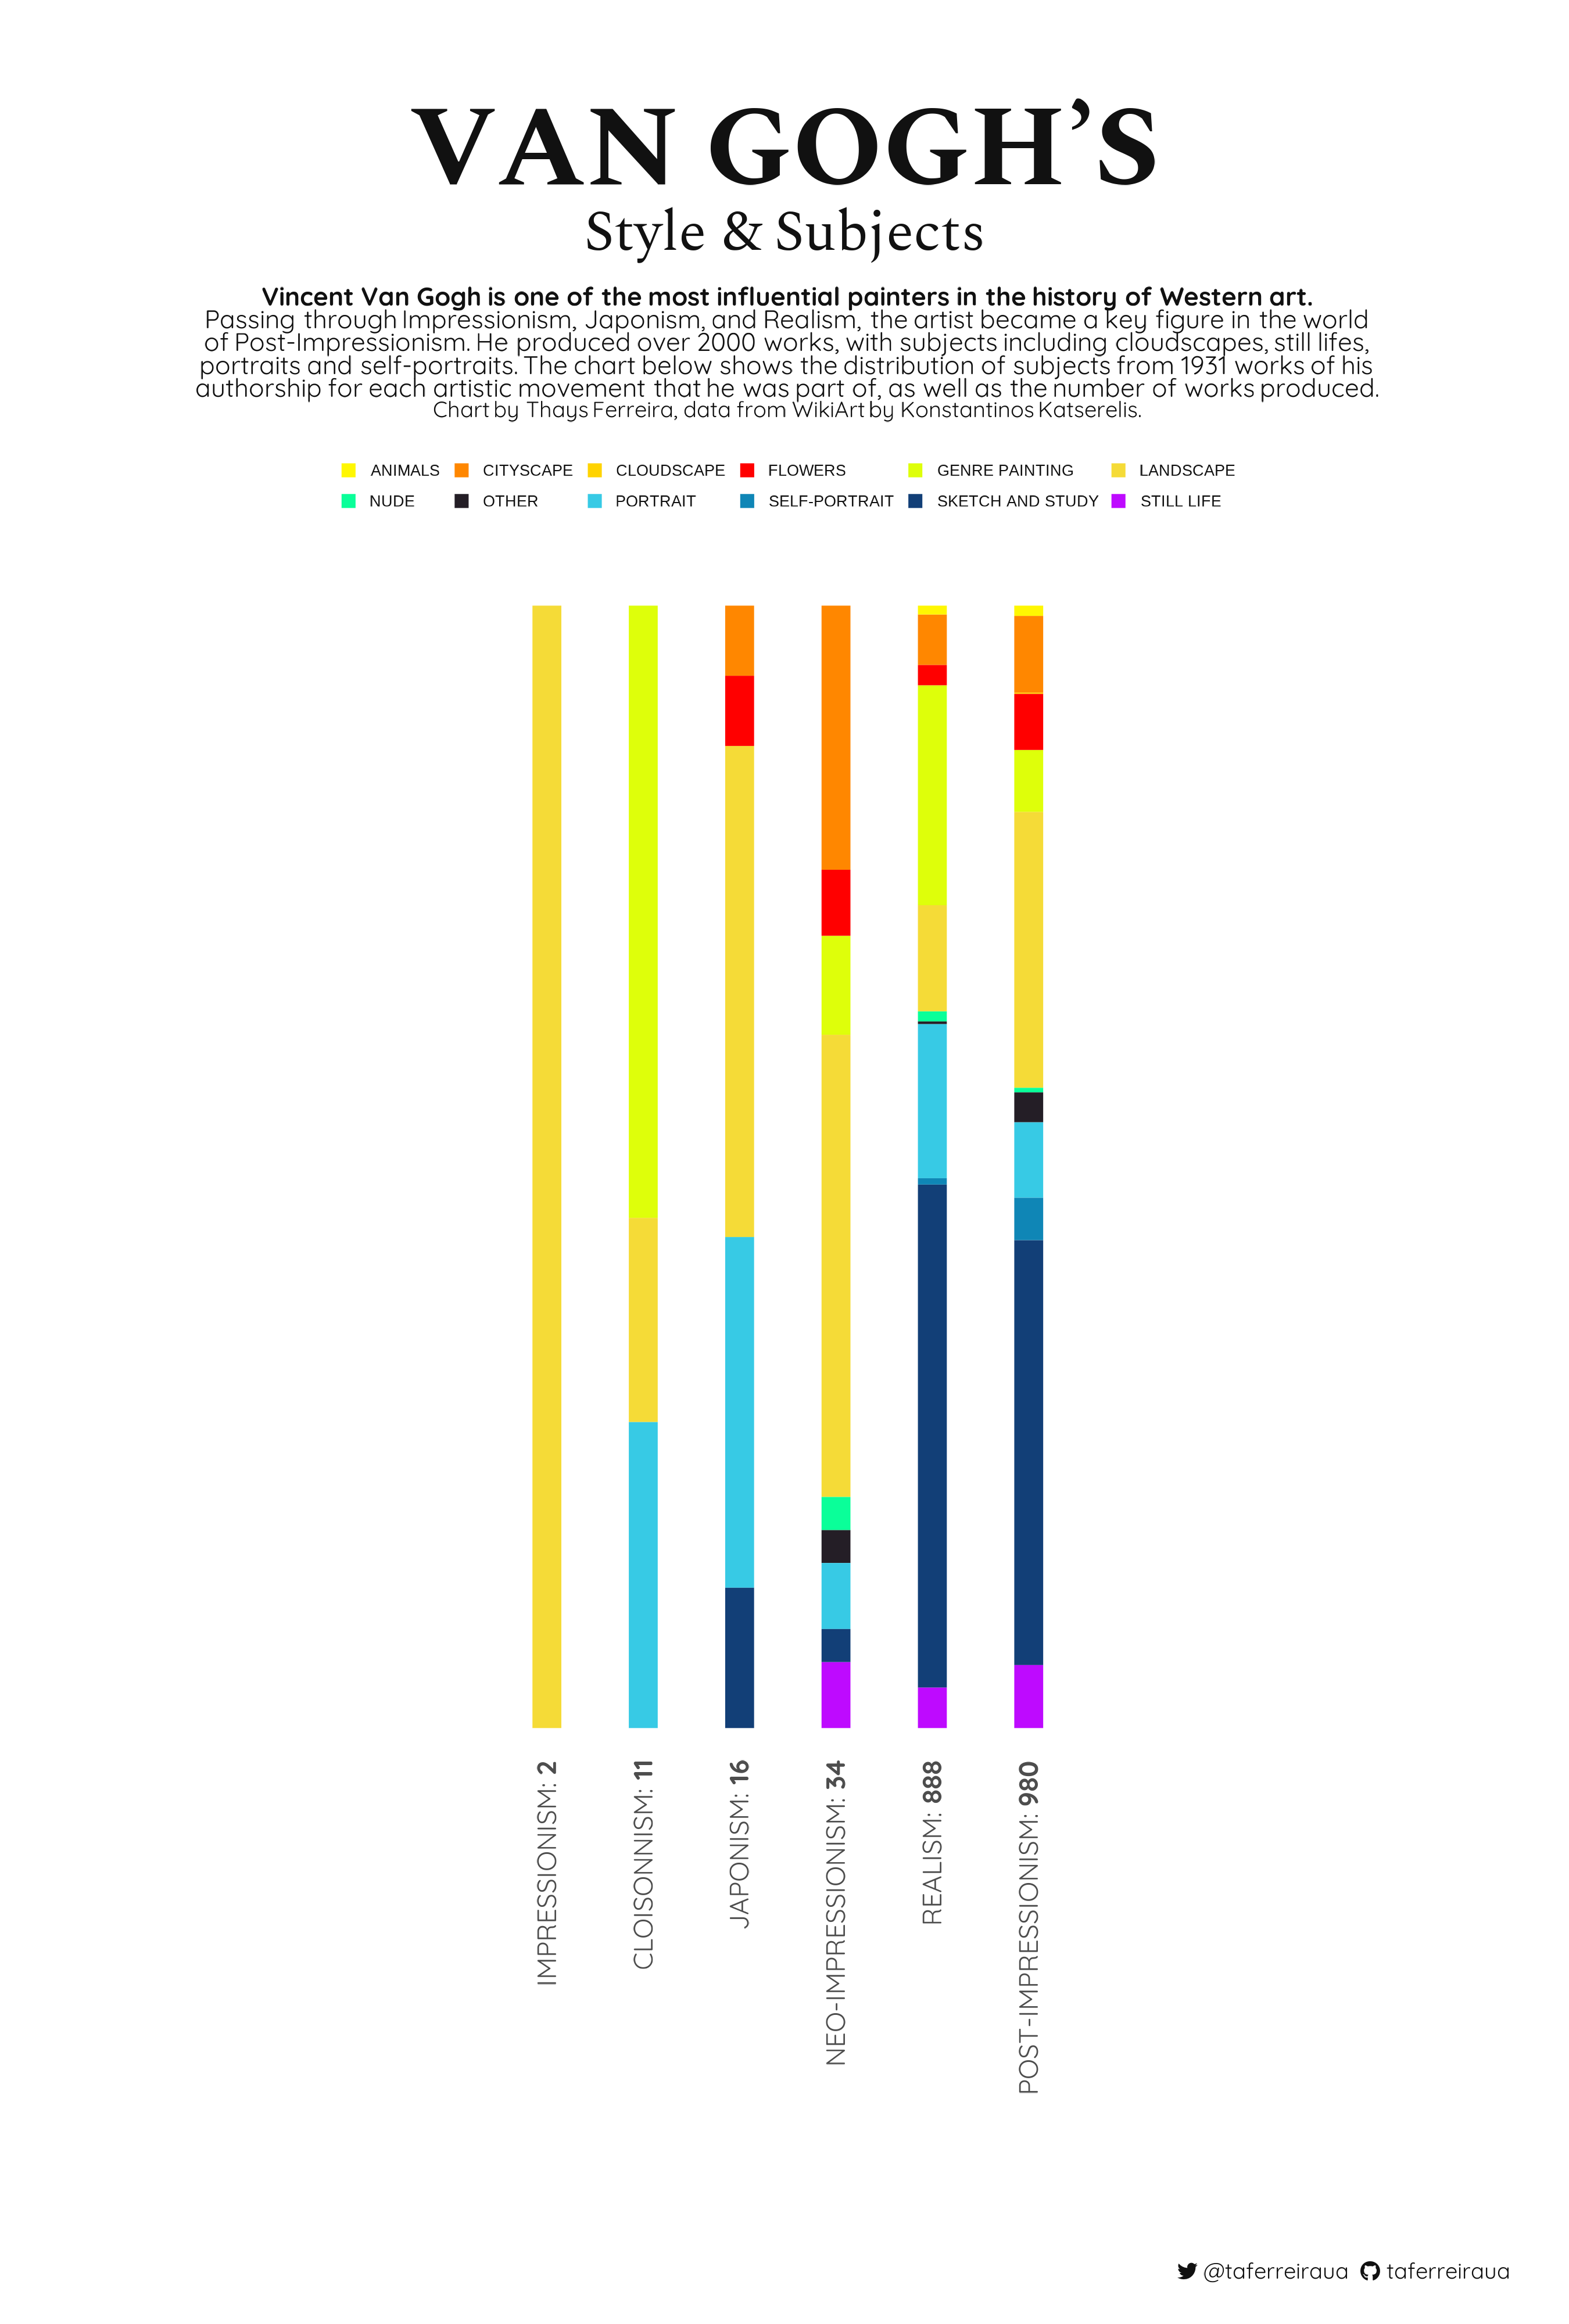 VAN GOGH’S
Style & Subjects
Vincent Van Gogh is one of the most influential painters in the history of Western art.
Passing through Impressionism, Japonism, and Realism, the artist became a key figure in the world
of Post-Impressionism. He produced over 2000 works, with subjects including cloudscapes, still lifes,
portraits and self-portraits. The chart below shows the distribution of subjects from 1931 works of his
authorship for each artistic movement that he was part of, as well as the number of works produced.
Chart by Thays Ferreira, data from WikiArt by Konstantinos Katserelis.
ANIMALS CITYSCAPE CLOUDSCAPE FLOWERS GENRE PAINTING LANDSCAPE
NUDE OTHER PORTRAIT SELF-PORTRAIT SKETCH AND STUDY STILL LIFE
IMPRESSIONISM: 2
CLOISONNISM: 11
JAPONISM: 16
NEO-IMPRESSIONISM: 34
REALISM: 888
POST-IMPRESSIONISM: 980
@taferreiraua taferreiraua